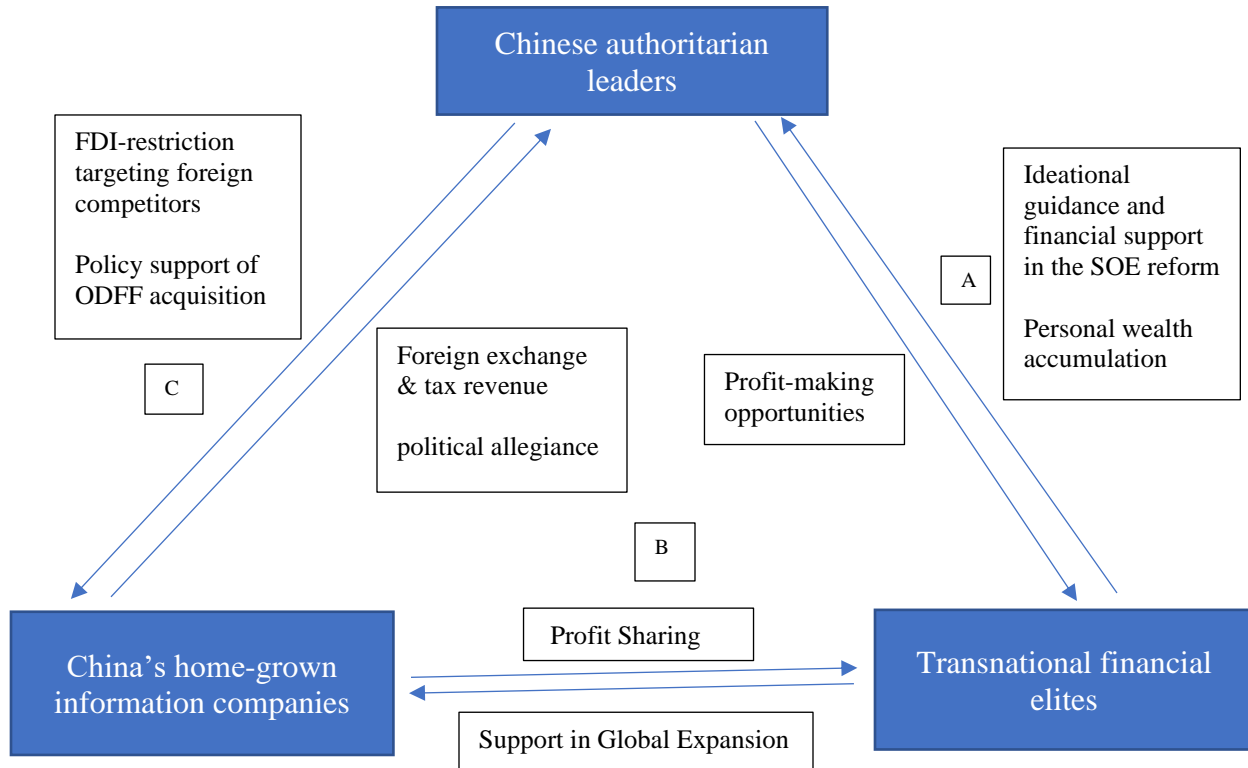 Chinese authoritarian
leaders
FDI-restriction
targeting foreign
competitors
Policy support of
ODFF acquisition
C
Foreign exchange
& tax revenue
political allegiance
Profit-making
opportunities
A
Ideational
guidance and
financial support
in the SOE reform
Personal wealth
accumulation
B
Profit Sharing
China’s home-grown
information companies
Transnational financial
elites
Support in Global Expansion